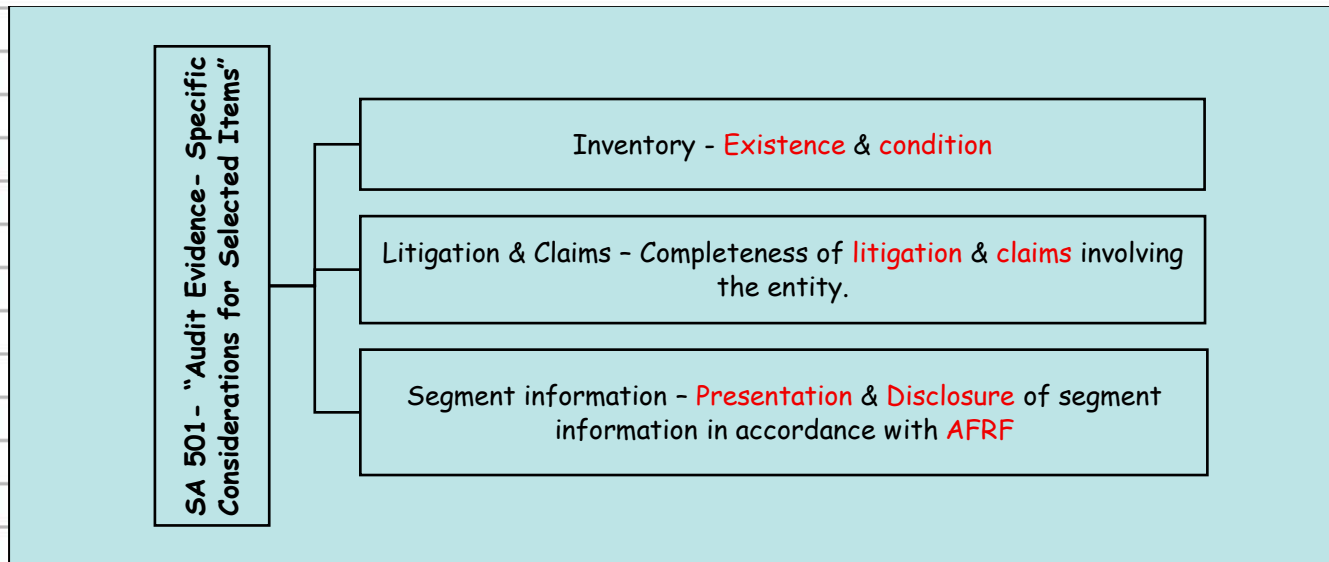 SA 501- “Audit Evidence- Specific
Considerations for Selected Items”
Inventory - Existence & condition
Litigation & Claims – Completeness of litigation & claims involving
the entity.
Segment information – Presentation & Disclosure of segment
information in accordance with AFRF